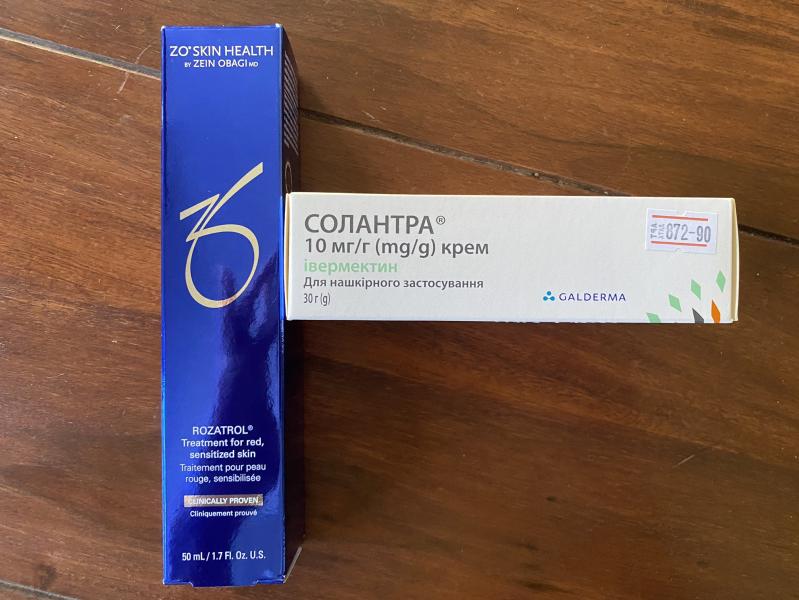 ZO® SKIN HEALTH
BY ZEIN OBAGI MD
ROZATROL®
Treatment for red,
sensitized skin
Traitement pour peau
rouge, sensibilisée
CLINICALLY PROVEN
Cliniquement prouvé
50 mL / 1.7 Fl. Oz. U.S.
СОЛАНТРА®
10 мг/г (mg/g) крем
івермектин
Для нашкірного застосування
30 г (g)
GALDERMA
872-90